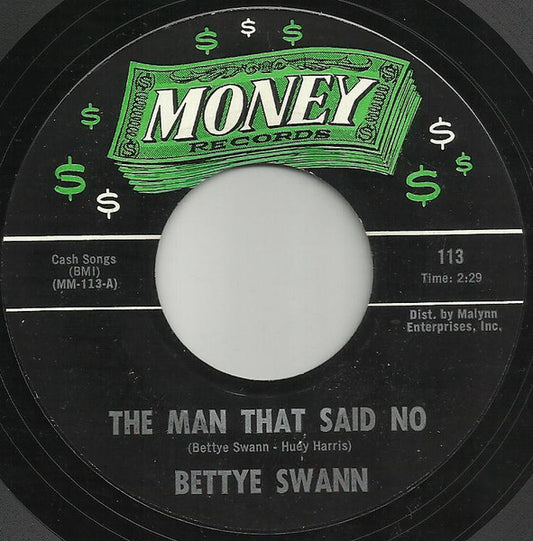 $ $ $
$ MONEY $
RECORDS
$ $ $ $
Cash Songs
(BMI)
(MM-113-A)
113
Time: 2:29
Dist. by Malynn
Enterprises, Inc.
THE MAN THAT SAID NO
(Bettye Swann - Huey Harris)
BETTYE SWANN